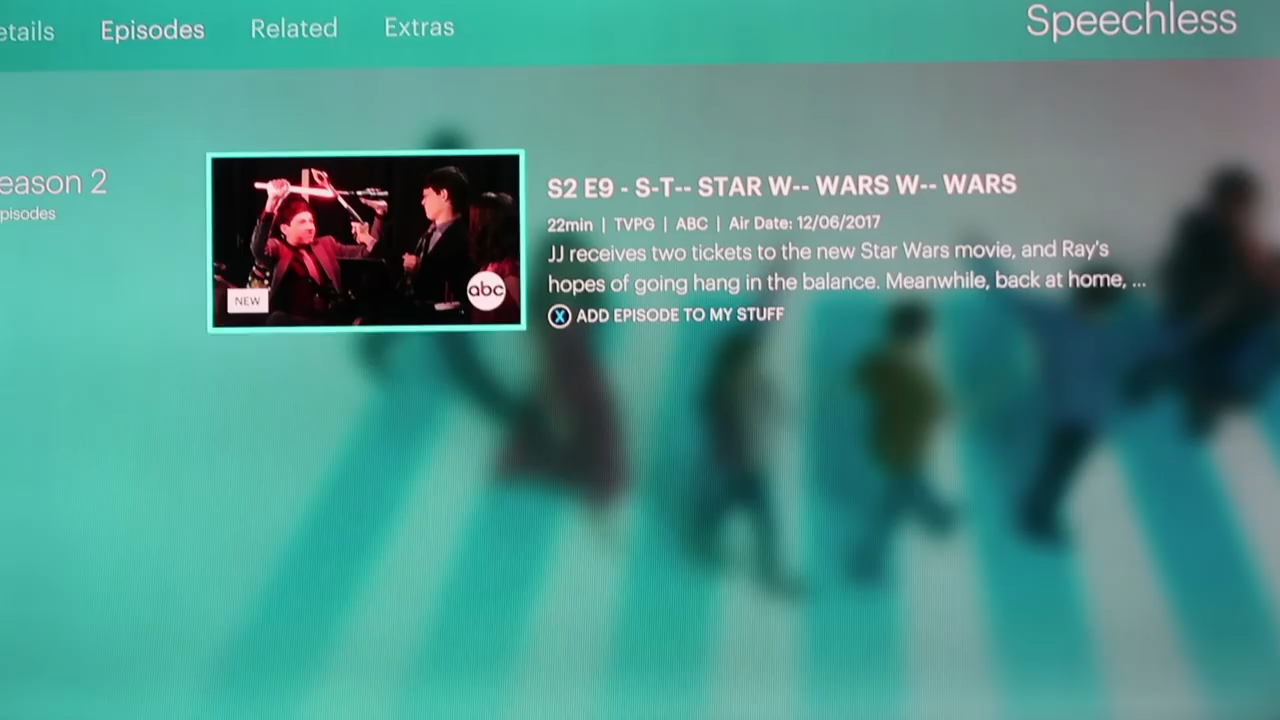 etails Episodes Related Extras Speechless
eason 2
pisodes
NEW
abc
S2 E9 - S-T-- STAR W-- WARS W-- WARS
22min | TVPG | ABC | Air Date: 12/06/2017
JJ receives two tickets to the new Star Wars movie, and Ray's
hopes of going hang in the balance. Meanwhile, back at home, ...
X ADD EPISODE TO MY STUFF